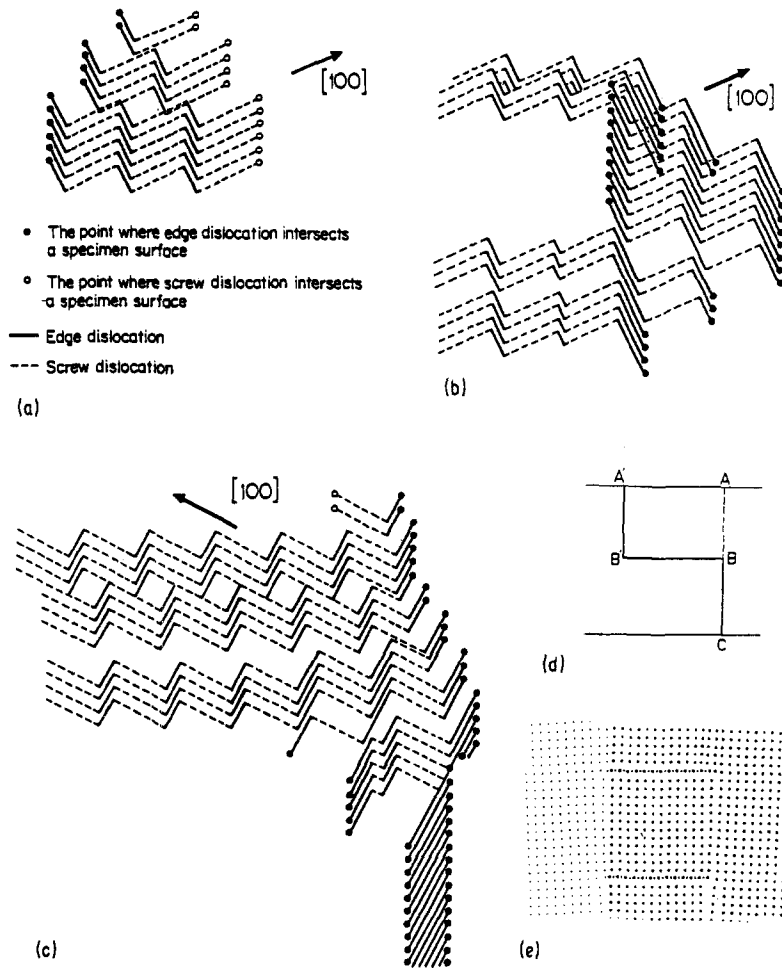 (a)
[100]
The point where edge dislocation intersects
a specimen surface
The point where screw dislocation intersects
a specimen surface
Edge dislocation
Screw dislocation
[100]
(b)
[100]
(c)
A'
A
B'
B
C
(d)
(e)